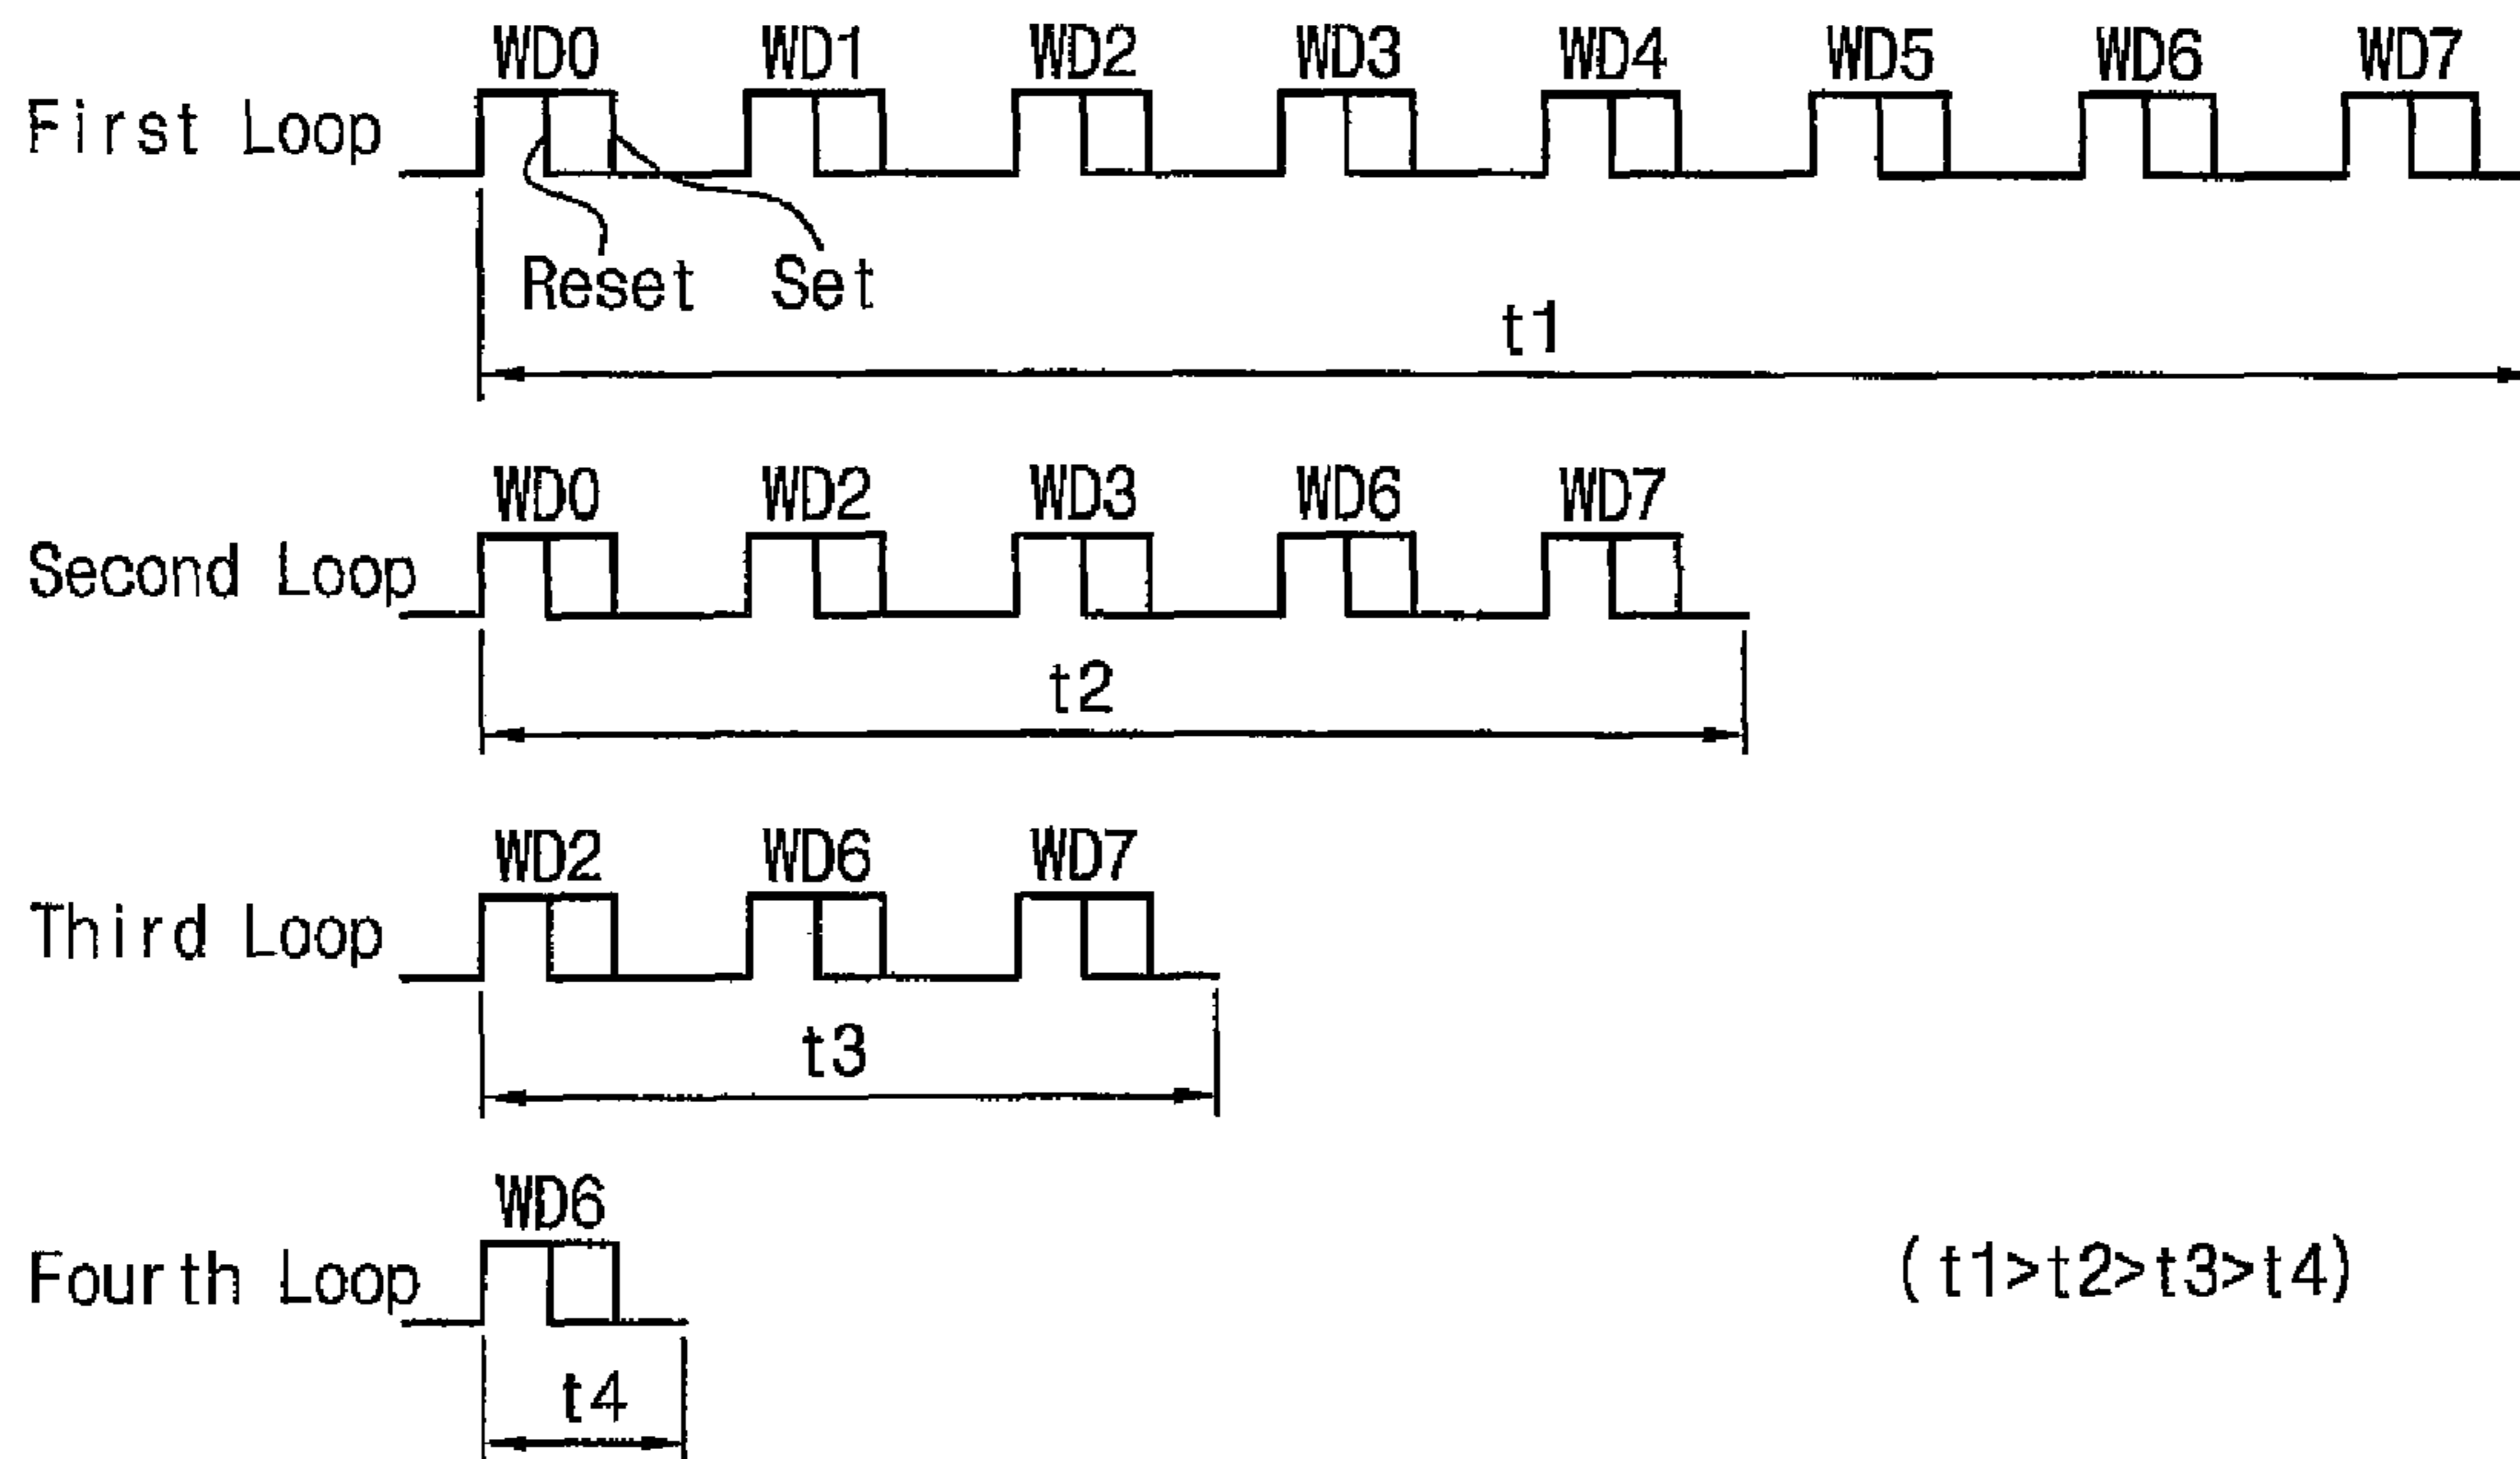 WD0 WD1 WD2 WD3 WD4 WD5 WD6 WD7
First Loop
Reset Set
t1
WD0 WD2 WD3 WD6 WD7
Second Loop
t2
WD2 WD6 WD7
Third Loop
t3
WD6
Fourth Loop
(t1>t2>t3>t4)
t4